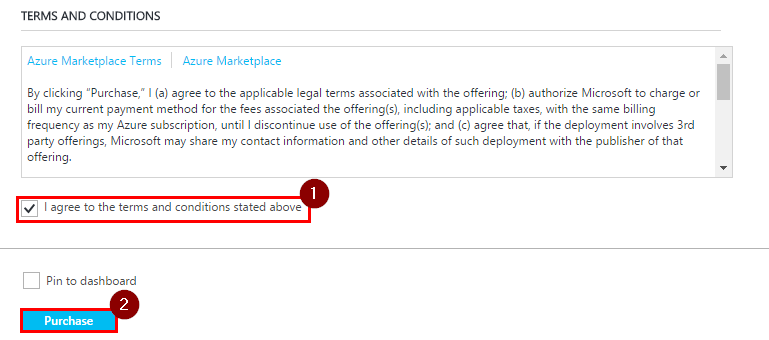 TERMS AND CONDITIONS
Azure Marketplace Terms | Azure Marketplace
By clicking “Purchase,” I (a) agree to the applicable legal terms associated with the offering; (b) authorize Microsoft to charge or
bill my current payment method for the fees associated the offering(s), including applicable taxes, with the same billing
frequency as my Azure subscription, until I discontinue use of the offering(s); and (c) agree that, if the deployment involves 3rd
party offerings, Microsoft may share my contact information and other details of such deployment with the publisher of that
offering.
1
I agree to the terms and conditions stated above
Pin to dashboard
2
Purchase